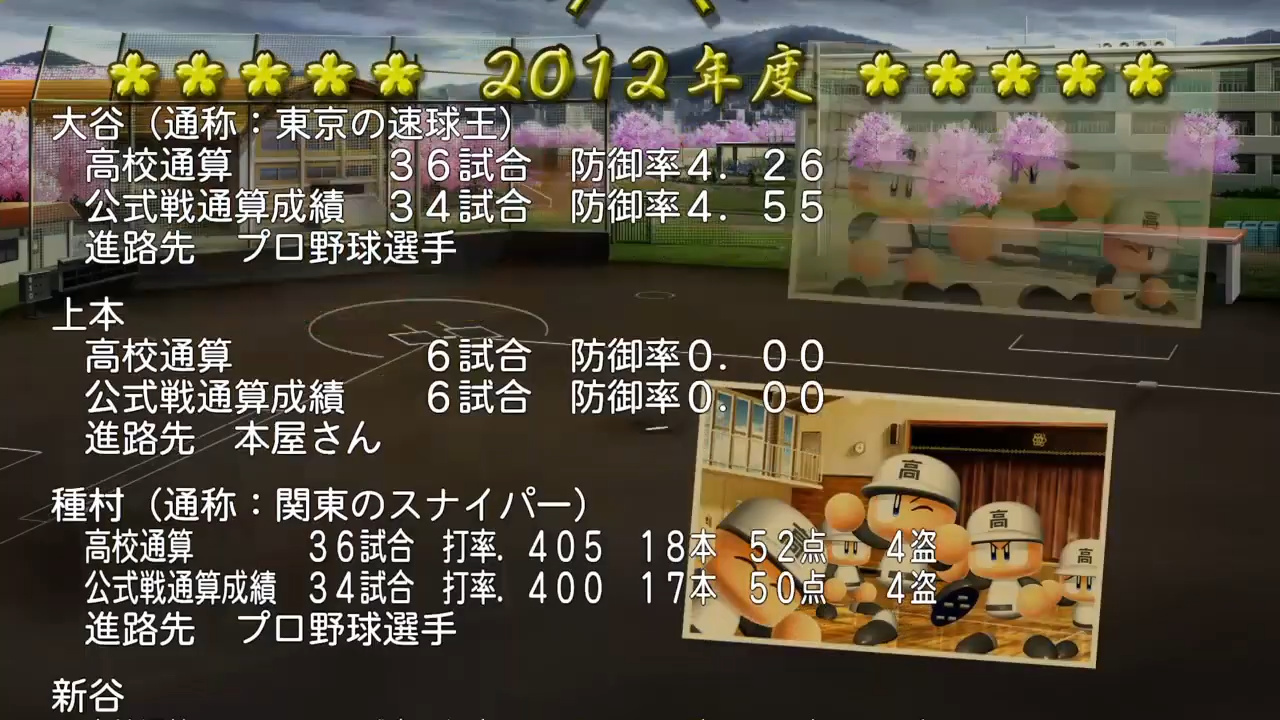 2012年度
大谷（通称：東京の速球王）
高校通算　３６試合　防御率４．２６
公式戦通算成績　３４試合　防御率４．５５
進路先　プロ野球選手
上本
高校通算　６試合　防御率０．００
公式戦通算成績　６試合　防御率０．００
進路先　本屋さん
種村（通称：関東のスナイパー）
高校通算　３６試合　打率．４０５　１８本　５２点　４盗
公式戦通算成績　３４試合　打率．４００　１７本　５０点　４盗
進路先　プロ野球選手
新谷
高
高
高
高